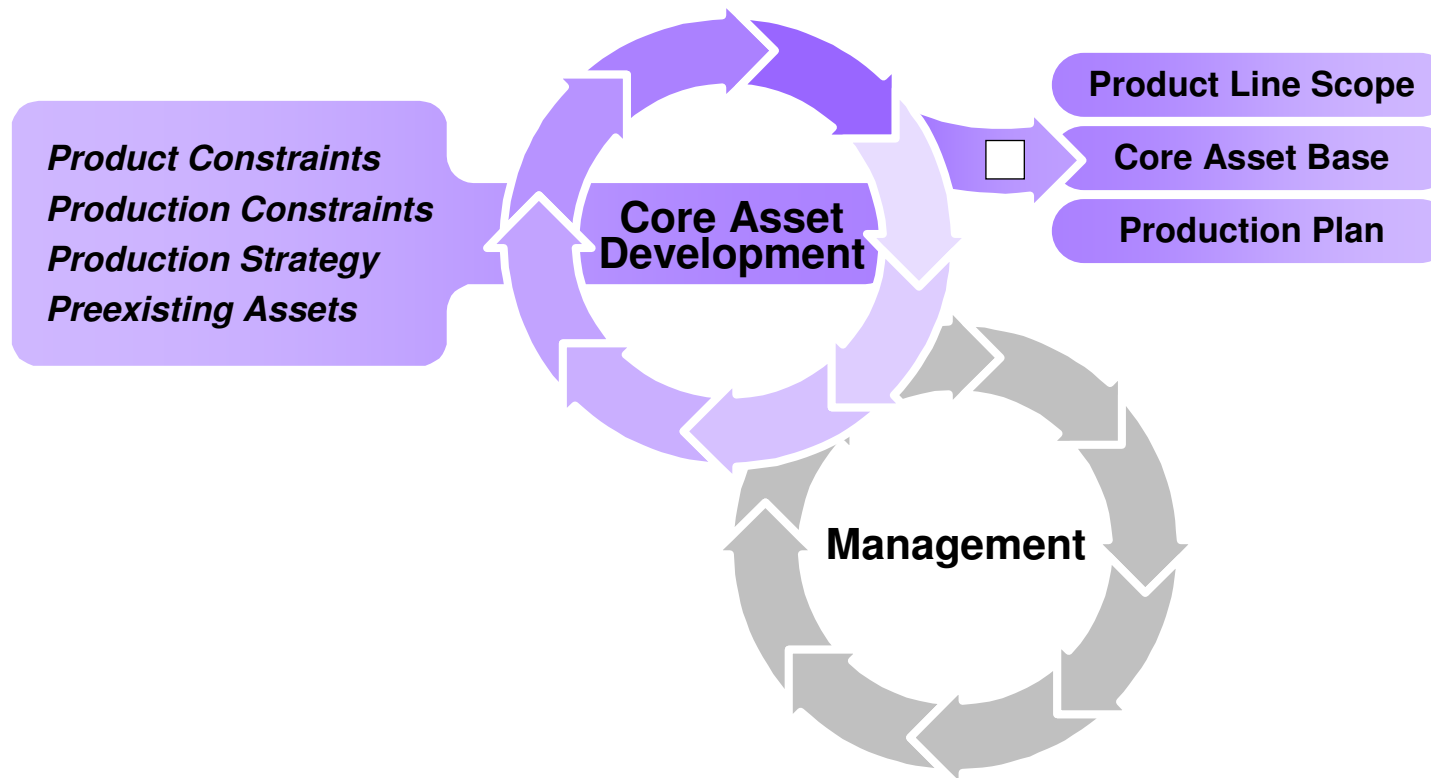 Product Constraints
Production Constraints
Production Strategy
Preexisting Assets
Core Asset
Development
Product Line Scope
Core Asset Base
Production Plan
Management